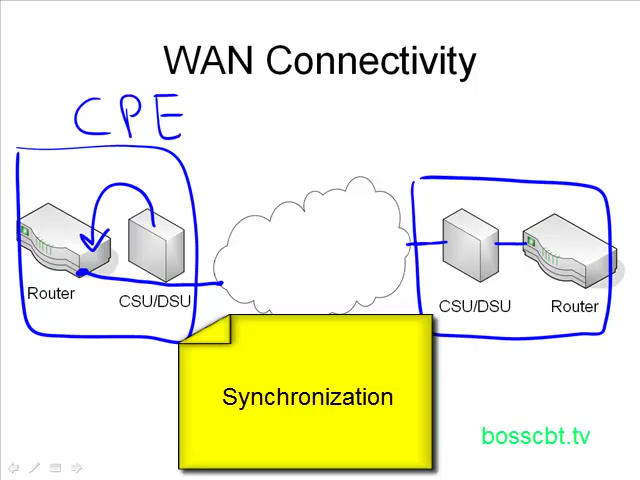 WAN Connectivity
CPE
Router
CSU/DSU
CSU/DSU
Router
Synchronization
bosscbt.tv